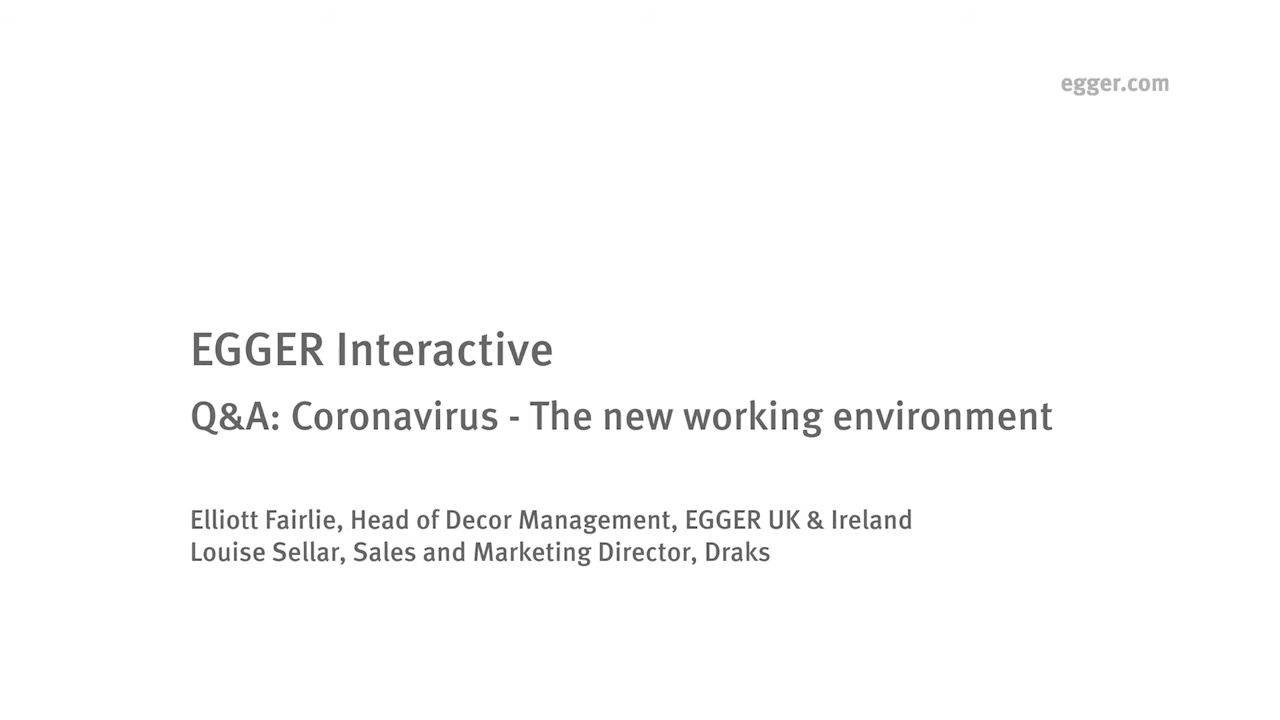 egger.com
EGGER Interactive
Q&A: Coronavirus - The new working environment
Elliott Fairlie, Head of Decor Management, EGGER UK & Ireland
Louise Sellar, Sales and Marketing Director, Draks